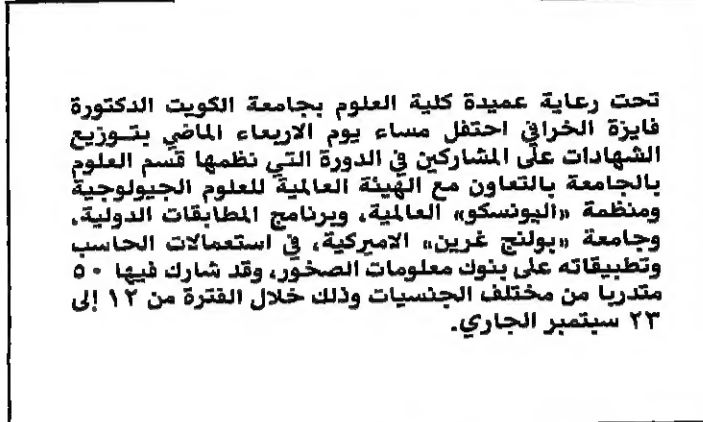 تحت رعاية عميدة كلية العلوم بجامعة الكويت الدكتورة
فايزة الخرافي احتفل مساء يوم الاربعاء الماضي بتـوزيع
الشهادات على المشاركين في الدورة التي نظمها قسم العلوم
بالجامعة بالتعاون مع الهيئة العالمية للعلوم الجيولوجية
ومنظمة «اليونسكو» العالمية، وبرنامج المطابقات الدولية،
وجامعة «بولنج غرين» الاميركية، في استعمالات الحاسب
وتطبيقاته على بنوك معلومات الصخور، وقد شارك فيها ٥٠
متدربا من مختلف الجنسيات وذلك خلال الفترة من ١٢ إلى
٢٣ سبتمبر الجاري.